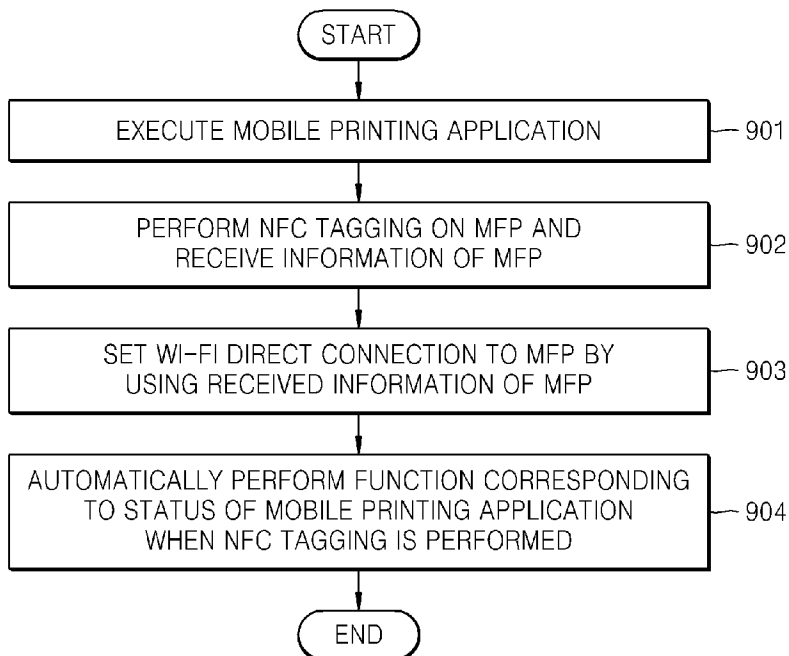 START
EXECUTE MOBILE PRINTING APPLICATION
901
PERFORM NFC TAGGING ON MFP AND
RECEIVE INFORMATION OF MFP
902
SET WI-FI DIRECT CONNECTION TO MFP BY
USING RECEIVED INFORMATION OF MFP
903
AUTOMATICALLY PERFORM FUNCTION CORRESPONDING
TO STATUS OF MOBILE PRINTING APPLICATION
WHEN NFC TAGGING IS PERFORMED
904
END